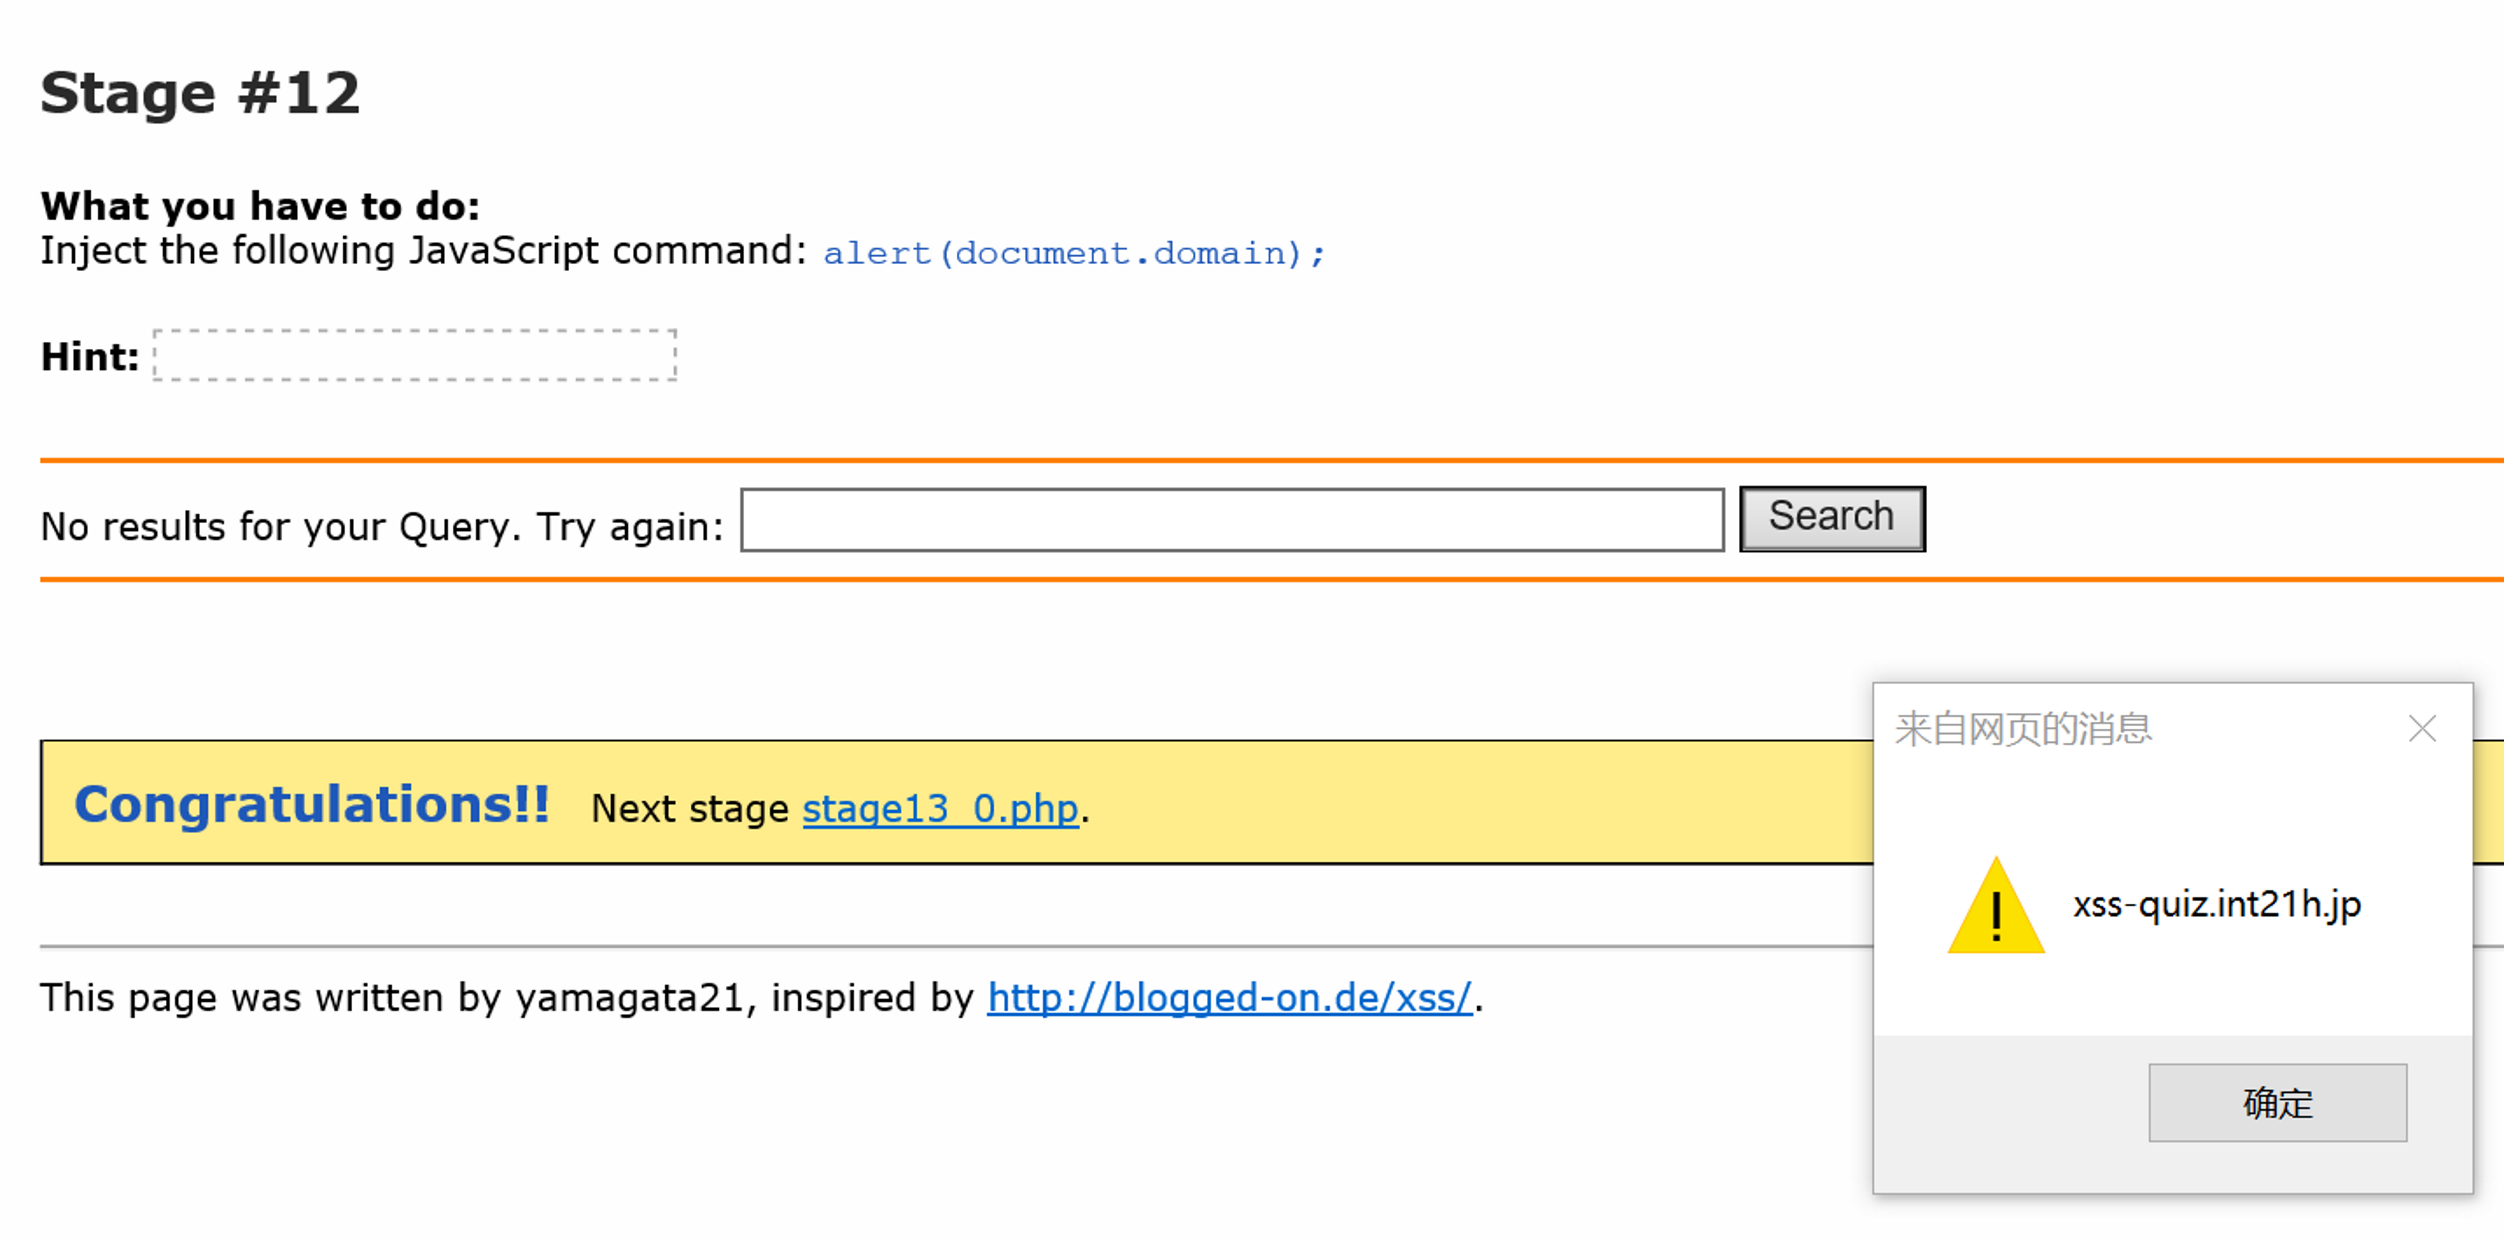 Stage #12
What you have to do:
Inject the following JavaScript command: alert(document.domain);
Hint:
No results for your Query. Try again:
Search
Congratulations!! Next stage stage13_0.php.
This page was written by yamagata21, inspired by http://blogged-on.de/xss/.
来自网页的消息
xss-quiz.int21h.jp
确定